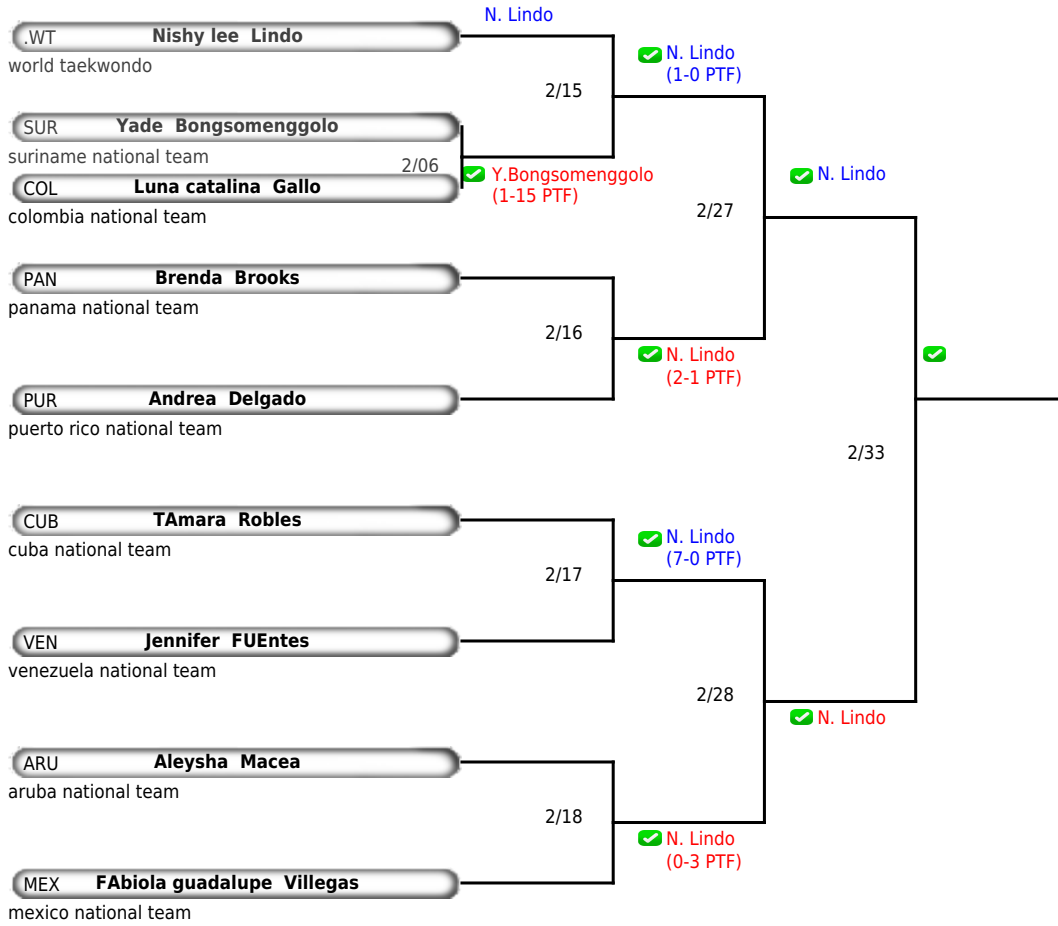 N. Lindo
.WT Nishy lee Lindo
world taekwondo
N. Lindo
(1-0 PTF)
2/15
SUR Yade Bongsomenggolo
suriname national team
2/06
Y.Bongsomenggolo
(1-15 PTF)
COL Luna catalina Gallo
colombia national team
N. Lindo
2/27
PAN Brenda Brooks
panama national team
2/16
N. Lindo
(2-1 PTF)
PUR Andrea Delgado
puerto rico national team
2/33
CUB TAmara Robles
cuba national team
N. Lindo
(7-0 PTF)
2/17
VEN Jennifer FUEntes
venezuela national team
2/28
N. Lindo
ARU Aleysha Macea
aruba national team
2/18
N. Lindo
(0-3 PTF)
MEX FAbiola guadalupe Villegas
mexico national team